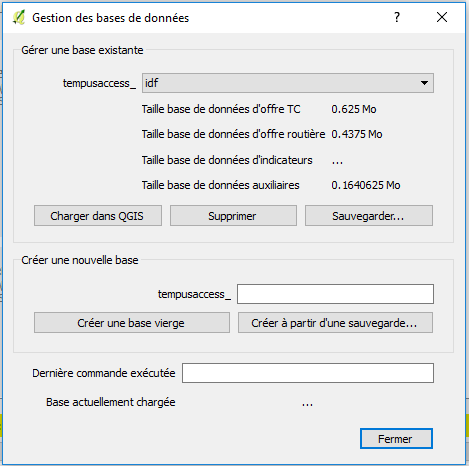 Gestion des bases de données
Gérer une base existante
tempusaccess_ idf
Taille base de données d'offre TC 0.625 Mo
Taille base de données d'offre routière 0.4375 Mo
Taille base de données d'indicateurs ...
Taille base de données auxiliaires 0.1640625 Mo
Charger dans QGIS Supprimer Sauvegarder...
Créer une nouvelle base
tempusaccess_
Créer une base vierge Créer à partir d'une sauvegarde...
Dernière commande exécutée
Base actuellement chargée ...
Fermer